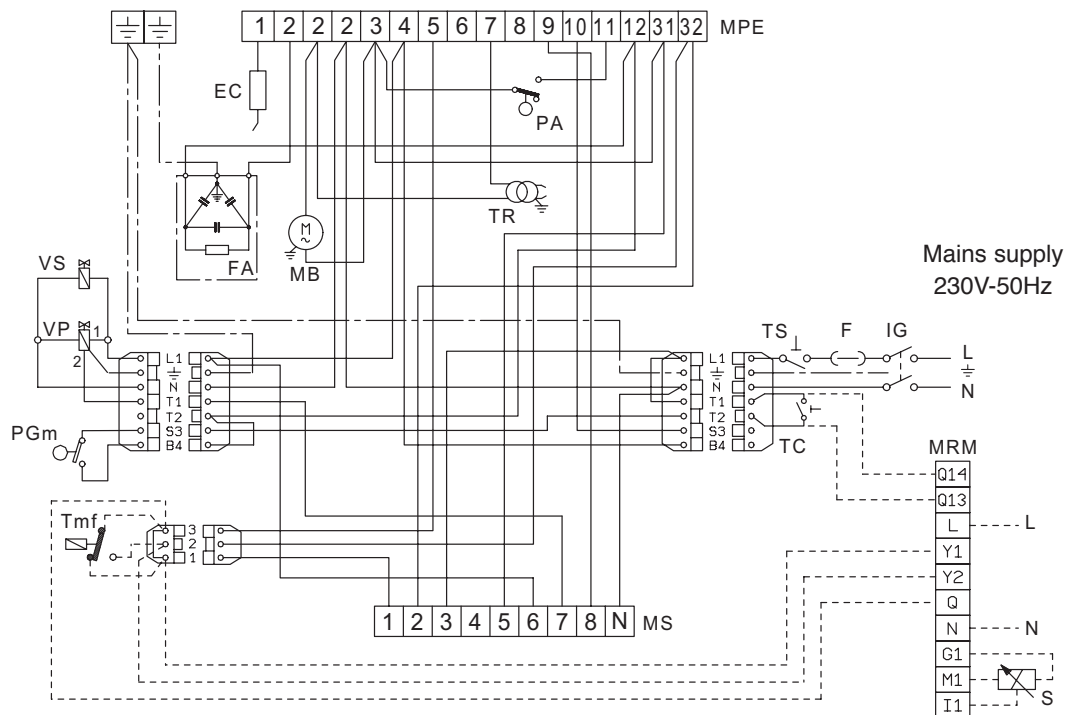 1 2 2 2 3 4 5 6 7 8 9 10 11 12 31 32 MPE
EC
PA
TR
M
~
FA
MB
Mains supply
230V-50Hz
VS
VP
1
2
TS
F
IG
L
N
L1
N
T1
T2
S3
B4
L1
N
T1
T2
S3
B4
TC
PGm
MRM
Q14
Q13
L
L
Y1
Y2
Q
N
N
G1
M1
I1
S
Tmf
3
2
1
1 2 3 4 5 6 7 8 N MS